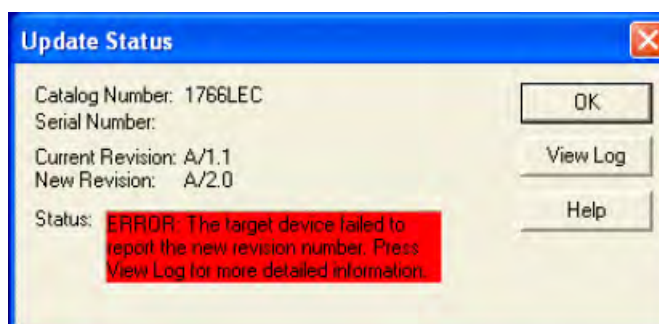 Update Status
Catalog Number: 1766LEC
Serial Number:
Current Revision: A/1.1
New Revision: A/2.0
Status: ERROR: The target device failed to
report the new revision number. Press
View Log for more detailed information.
OK
View Log
Help